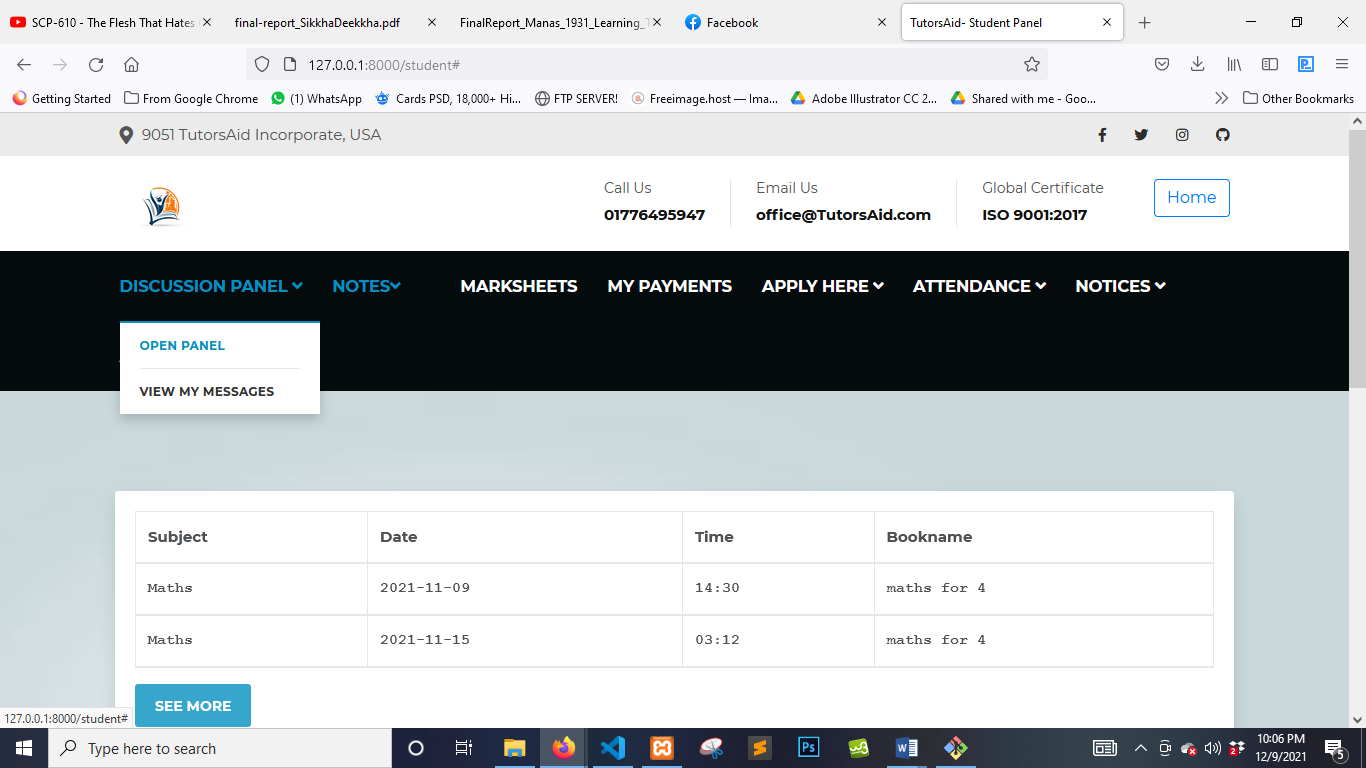 SCP-610 - The Flesh That Hates
final-report_SikkhaDeekkha.pdf
FinalReport_Manas_1931_Learning_
Facebook
TutorsAid- Student Panel
127.0.0.1:8000/student#
Getting Started
From Google Chrome
(1) WhatsApp
Cards PSD, 18,000+ Hi...
FTP SERVER!
Freeimage.host — Ima...
Adobe Illustrator CC 2...
Shared with me - Goo...
Other Bookmarks
9051 TutorsAid Incorporate, USA
Call Us
01776495947
Email Us
office@TutorsAid.com
Global Certificate
ISO 9001:2017
Home
DISCUSSION PANEL
NOTES
MARKSHEETS
MY PAYMENTS
APPLY HERE
ATTENDANCE
NOTICES
OPEN PANEL
VIEW MY MESSAGES
Subject Date Time Bookname
Maths 2021-11-09 14:30 maths for 4
Maths 2021-11-15 03:12 maths for 4
SEE MORE
127.0.0.1:8000/student#
Type here to search
Ps
10:06 PM
12/9/2021
5